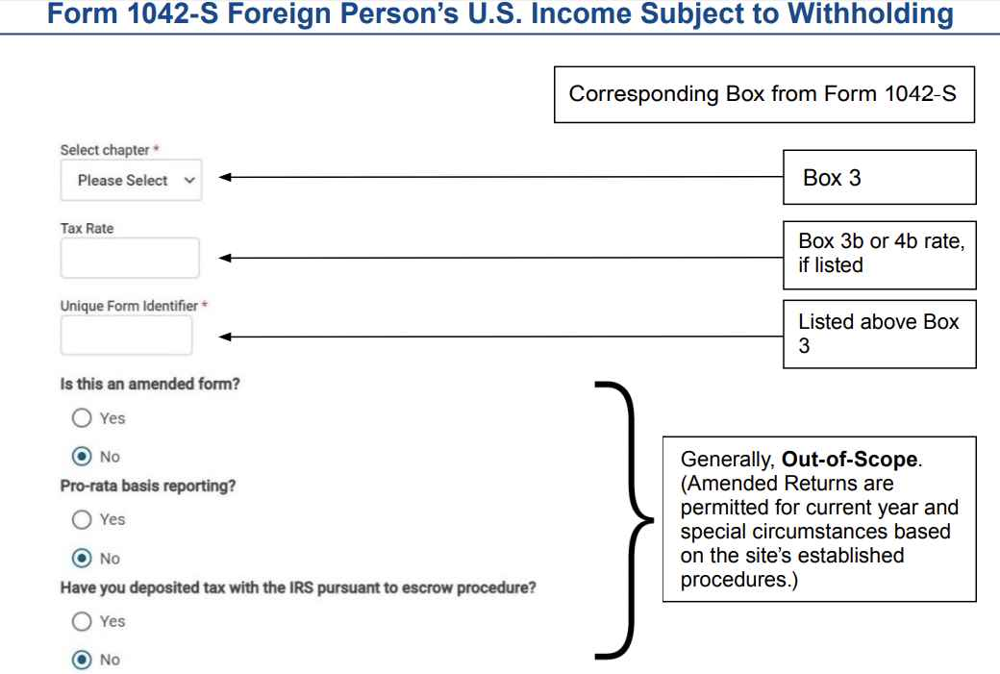 Form 1042-S Foreign Person’s U.S. Income Subject to Withholding
Corresponding Box from Form 1042-S
Select chapter *
Please Select
Box 3
Tax Rate
Box 3b or 4b rate,
if listed
Unique Form Identifier *
Listed above Box
3
Is this an amended form?
Yes
No
Pro-rata basis reporting?
Yes
No
Have you deposited tax with the IRS pursuant to escrow procedure?
Yes
No
Generally, Out-of-Scope.
(Amended Returns are
permitted for current year and
special circumstances based
on the site’s established
procedures.)